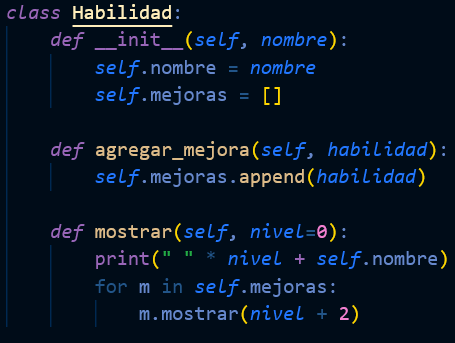 class Habilidad:
    def __init__(self, nombre):
        self.nombre = nombre
        self.mejoras = []

    def agregar_mejora(self, habilidad):
        self.mejoras.append(habilidad)

    def mostrar(self, nivel=0):
        print(" " * nivel + self.nombre)
        for m in self.mejoras:
            m.mostrar(nivel + 2)